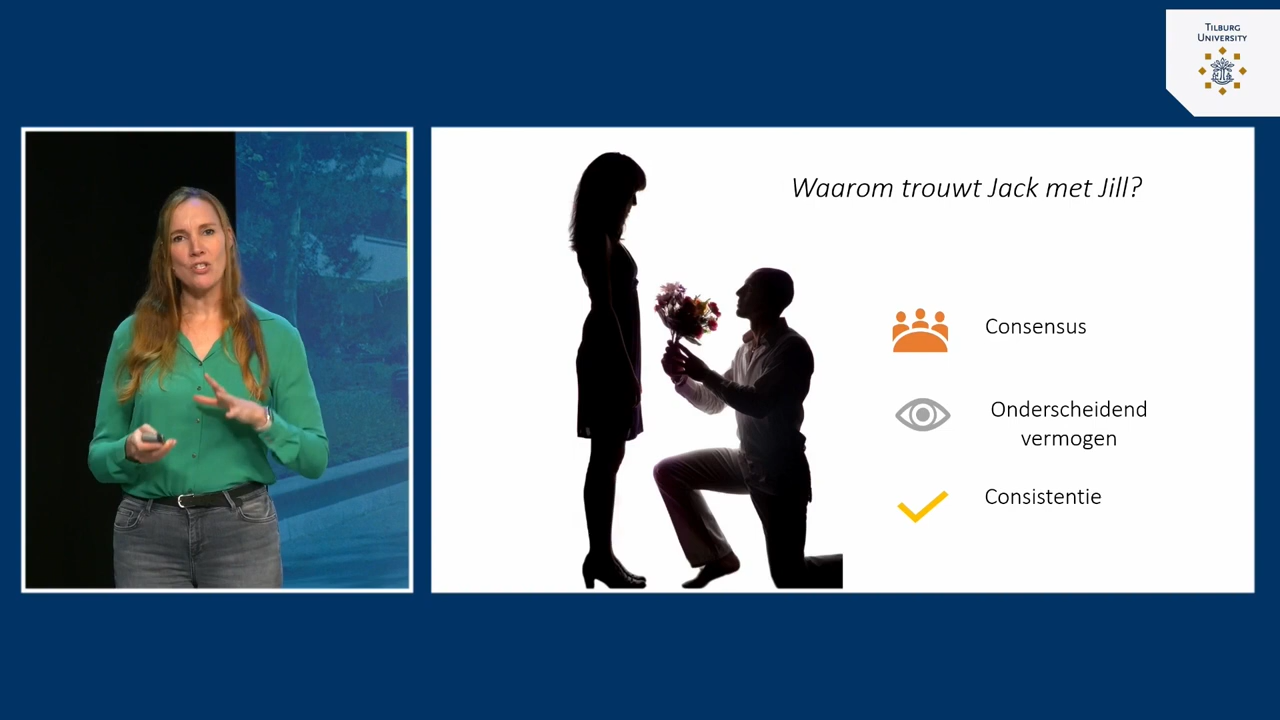 TILBURG
UNIVERSITY
Waarom trouwt Jack met Jill?
Consensus
Onderscheidend
vermogen
Consistentie